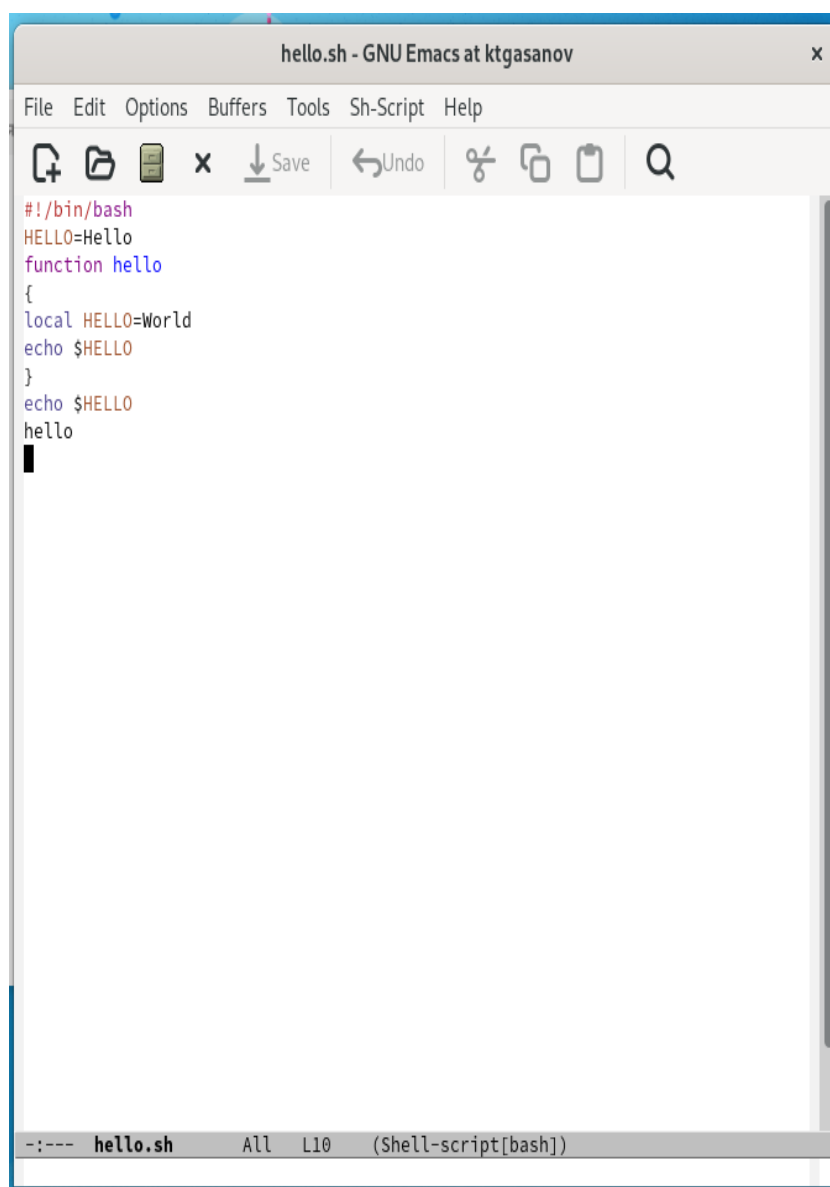 hello.sh - GNU Emacs at ktgasanov
File Edit Options Buffers Tools Sh-Script Help
Save Undo
#!/bin/bash
HELLO=Hello
function hello
{
local HELLO=World
echo $HELLO
}
echo $HELLO
hello
-:--- hello.sh All L10 (Shell-script[bash])